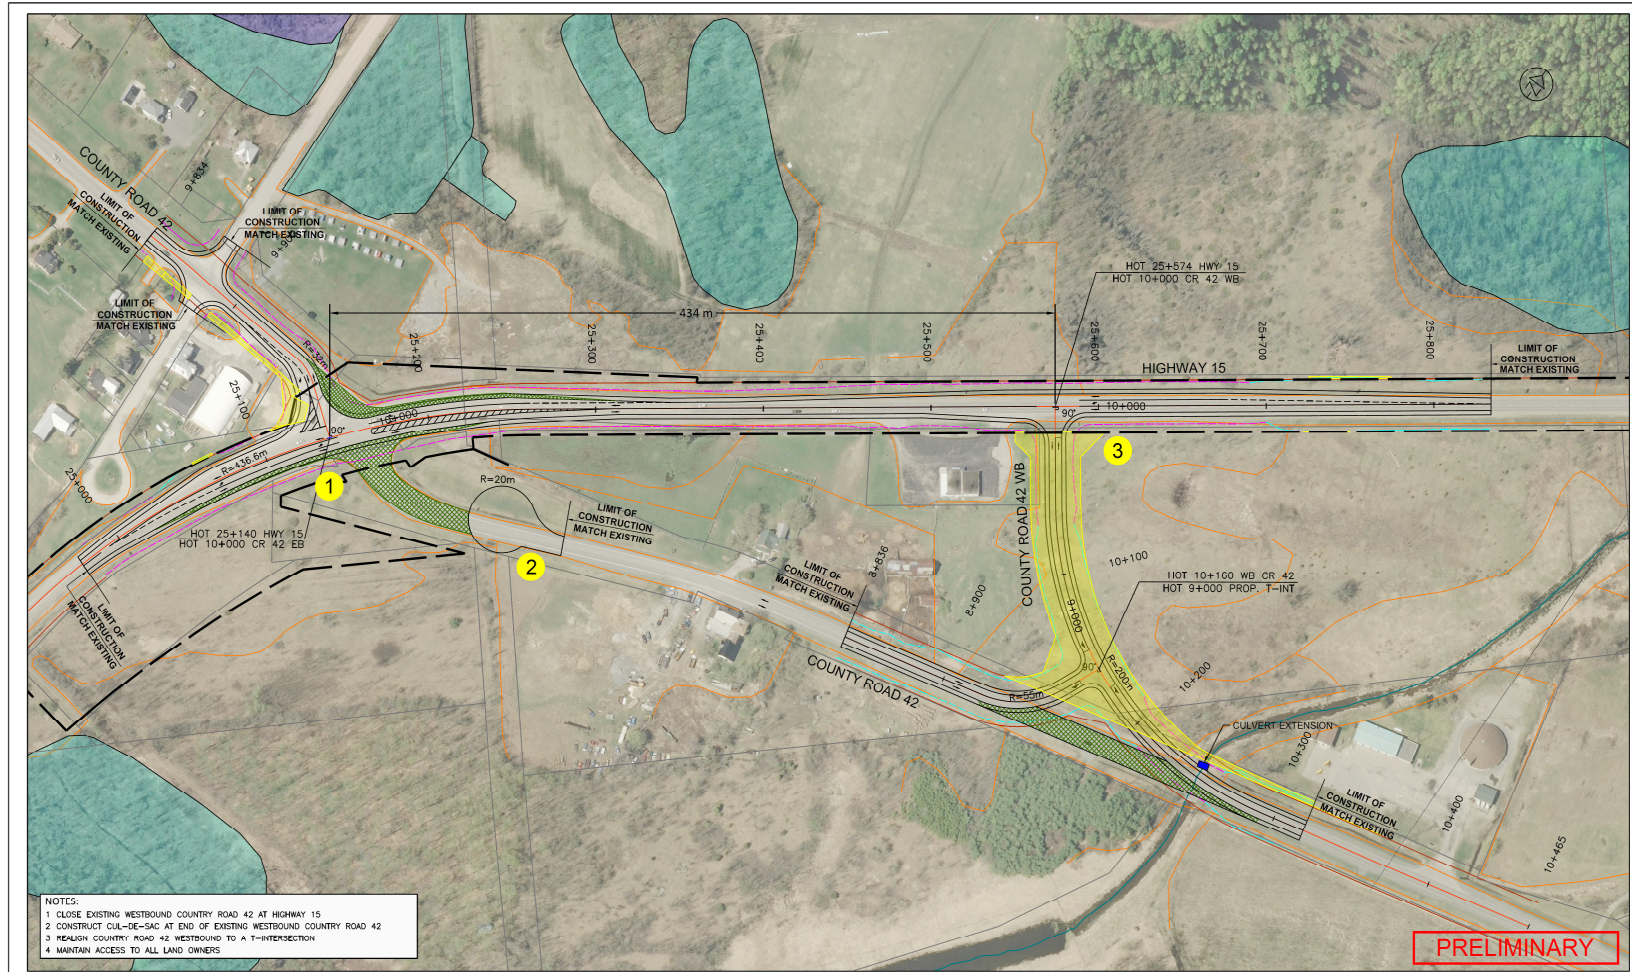 COUNTY ROAD 42
9+834
LIMIT OF
CONSTRUCTION
MATCH EXISTING
LIMIT OF
CONSTRUCTION
MATCH EXISTING
9+900
LIMIT OF
CONSTRUCTION
MATCH EXISTING
R=32m
434 m
HOT 25+574 HWY 15
HOT 10+000 CR 42 WB
25+000
25+100
25+200
25+300
25+400
25+500
25+600
25+700
25+800
HIGHWAY 15
LIMIT OF
CONSTRUCTION
MATCH EXISTING
10+000
90°
90°
10+000
R=436.6m
1
R=20m
LIMIT OF
CONSTRUCTION
MATCH EXISTING
3
COUNTY ROAD 42 WB
HOT 25+140 HWY 15/
HOT 10+000 CR 42 EB
2
LIMIT OF
CONSTRUCTION
MATCH EXISTING
LIMIT OF
CONSTRUCTION
MATCH EXISTING
8+836
8+900
9+000
10+100
HOT 10+160 WB CR 42
HOT 9+000 PROP. T-INT
90°
R=200m
R=55m
10+200
COUNTY ROAD 42
CULVERT EXTENSION
10+300
LIMIT OF
CONSTRUCTION
MATCH EXISTING
10+400
10+465
NOTES:
1 CLOSE EXISTING WESTBOUND COUNTRY ROAD 42 AT HIGHWAY 15
2 CONSTRUCT CUL-DE-SAC AT END OF EXISTING WESTBOUND COUNTRY ROAD 42
3 REALIGN COUNTRY ROAD 42 WESTBOUND TO A T-INTERSECTION
4 MAINTAIN ACCESS TO ALL LAND OWNERS
PRELIMINARY